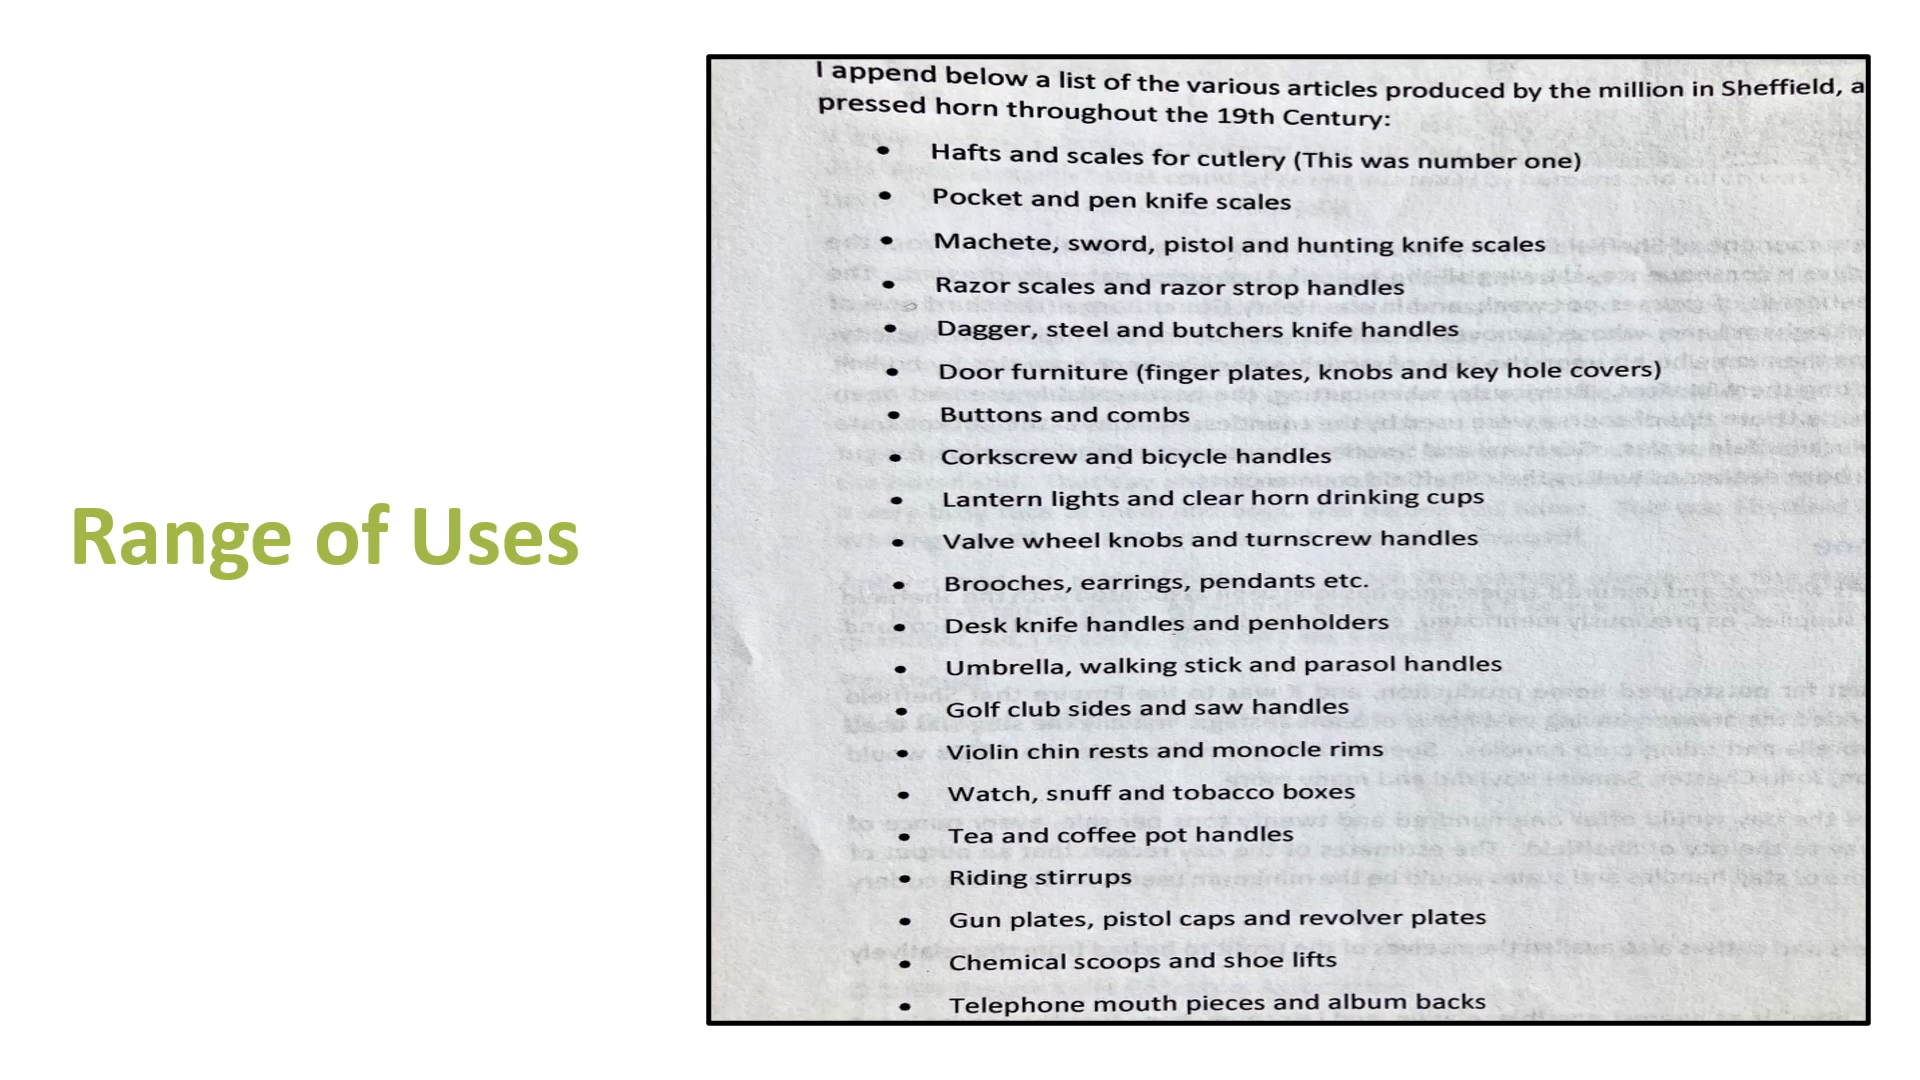 Range of Uses
I append below a list of the various articles produced by the million in Sheffield, a
pressed horn throughout the 19th Century:
• Hafts and scales for cutlery (This was number one)
• Pocket and pen knife scales
• Machete, sword, pistol and hunting knife scales
• Razor scales and razor strop handles
• Dagger, steel and butchers knife handles
• Door furniture (finger plates, knobs and key hole covers)
• Buttons and combs
• Corkscrew and bicycle handles
• Lantern lights and clear horn drinking cups
• Valve wheel knobs and turnscrew handles
• Brooches, earrings, pendants etc.
• Desk knife handles and penholders
• Umbrella, walking stick and parasol handles
• Golf club sides and saw handles
• Violin chin rests and monocle rims
• Watch, snuff and tobacco boxes
• Tea and coffee pot handles
• Riding stirrups
• Gun plates, pistol caps and revolver plates
• Chemical scoops and shoe lifts
• Telephone mouth pieces and album backs